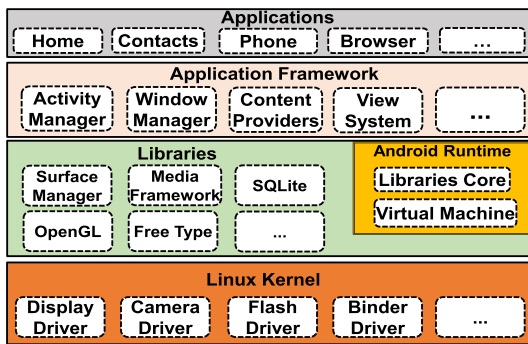 Applications
Home Contacts Phone Browser ...
Application Framework
Activity Manager
Window Manager
Content Providers
View System
...
Libraries
Surface Manager
Media Framework
SQLite
OpenGL
Free Type
...
Android Runtime
Libraries Core
Virtual Machine
Linux Kernel
Display Driver
Camera Driver
Flash Driver
Binder Driver
...